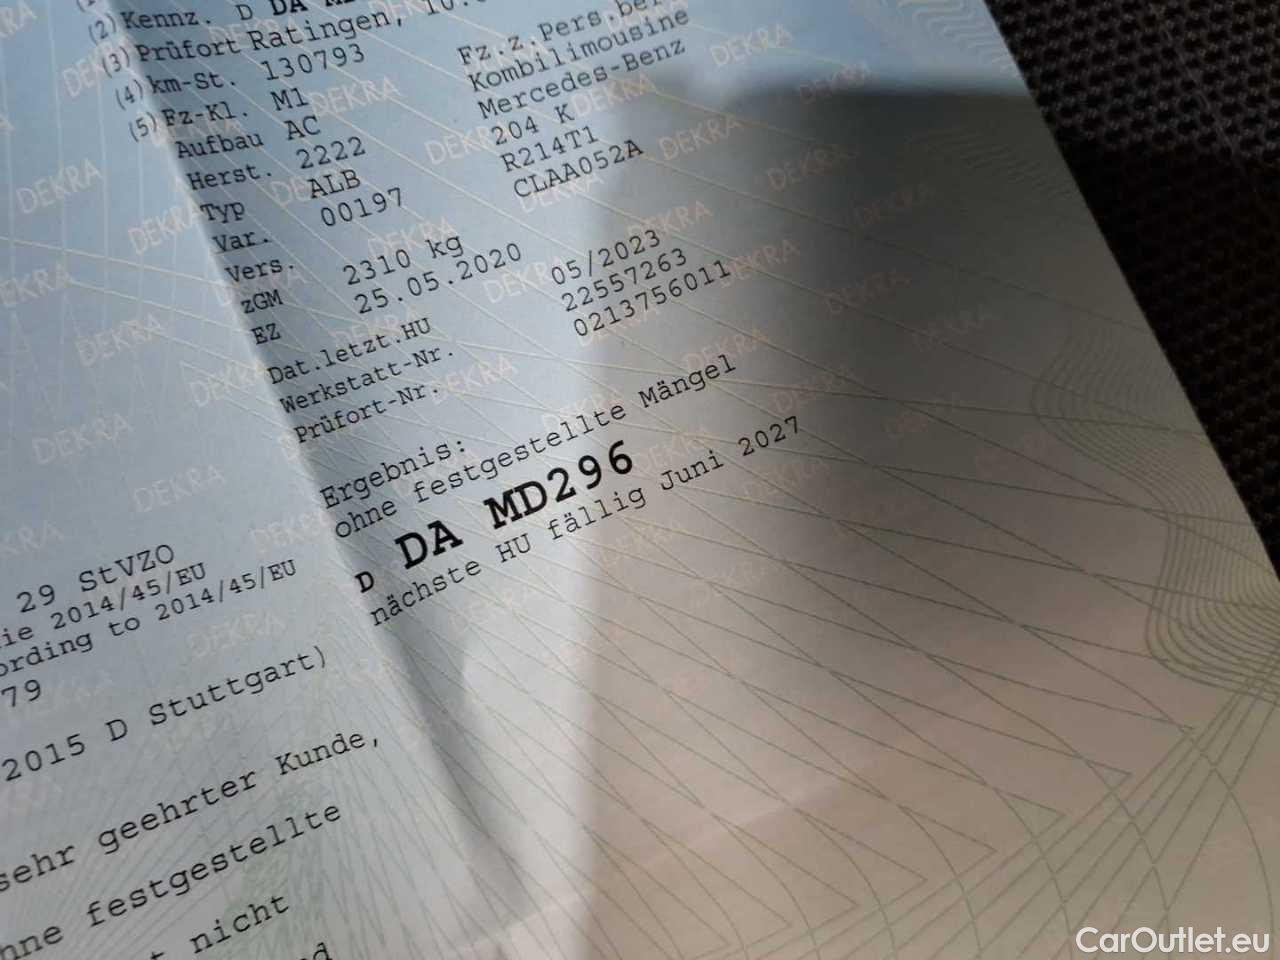 (2) Kennz. D DA
(3) Prüfort Ratingen,
(4) km-St. 130793
(5) Fz-Kl. M1 Fz.z.Pers.bef
Aufbau AC Kombilimousine
Herst. 2222 Mercedes-Benz
Typ ALB 204 K
Var. 00197 R214T1
Vers. CLAA052A
zGM 2310 kg
EZ 25.05.2020
Dat.letzt.HU 05/2023
Werkstatt-Nr. 22557263
Prüfort-Nr. 0213756011
Ergebnis:
ohne festgestellte Mängel
D DA MD296
nächste HU fällig Juni 2027
29 StVZO
ie 2014/45/EU
ording to 2014/45/EU
79
2015 D Stuttgart)
sehr geehrter Kunde,
hne festgestellte
t nicht
DEKRA
CarOutlet.eu